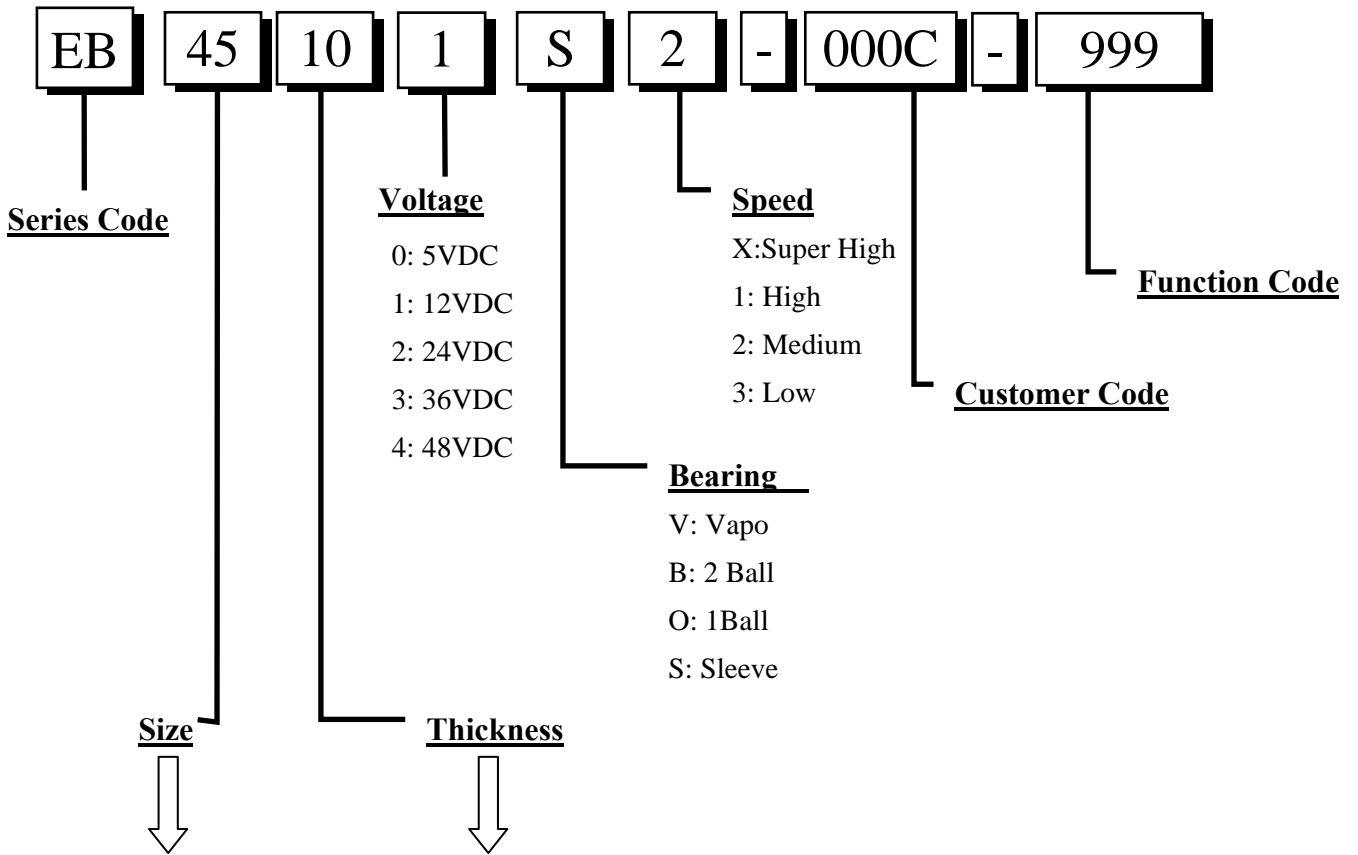 EB 45 10 1 S 2 - 000C - 999
Series Code
Voltage
0: 5VDC
1: 12VDC
2: 24VDC
3: 36VDC
4: 48VDC
Speed
X:Super High
1: High
2: Medium
3: Low
Function Code
Customer Code
Bearing
V: Vapo
B: 2 Ball
O: 1Ball
S: Sleeve
Size
Thickness